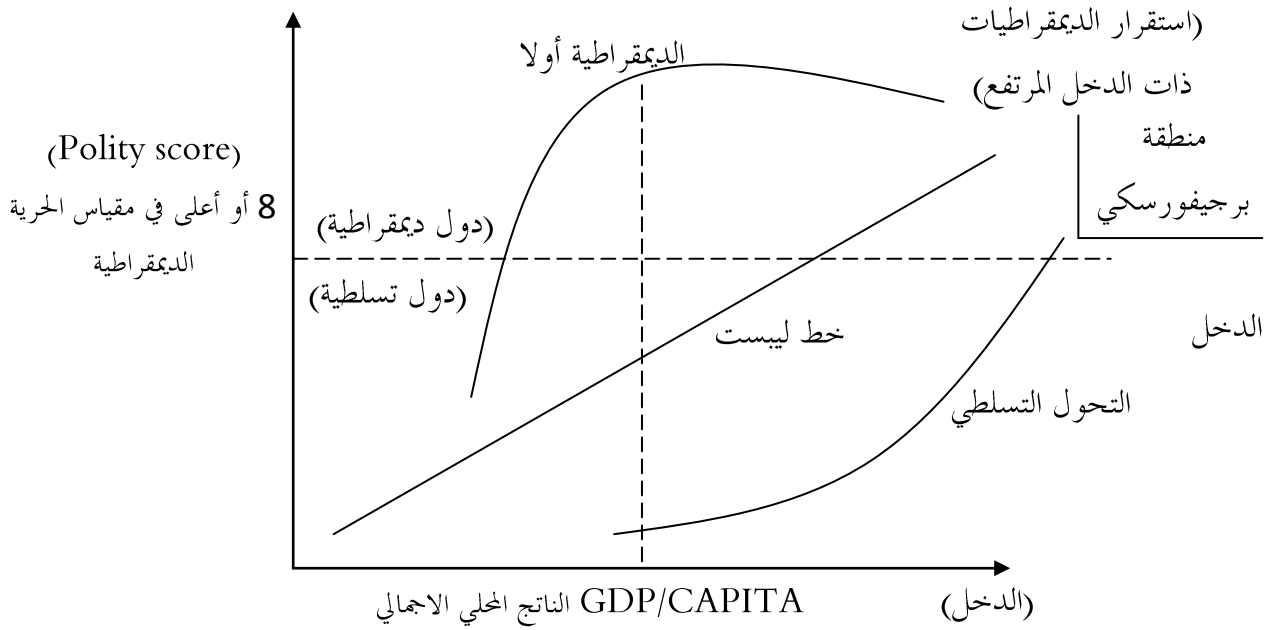 (استقرار الديمقراطيات
ذات الدخل المرتفع)
الديمقراطية أولا
منطقة
برجيفورسكي
(Polity score)
8 أو أعلى في مقياس الحرية
الديمقراطية
(دول ديمقراطية)
(دول تسلطية)
خط ليبست
الدخل
التحول التسلطي
الناتج المحلي الاجمالي GDP/CAPITA
(الدخل)